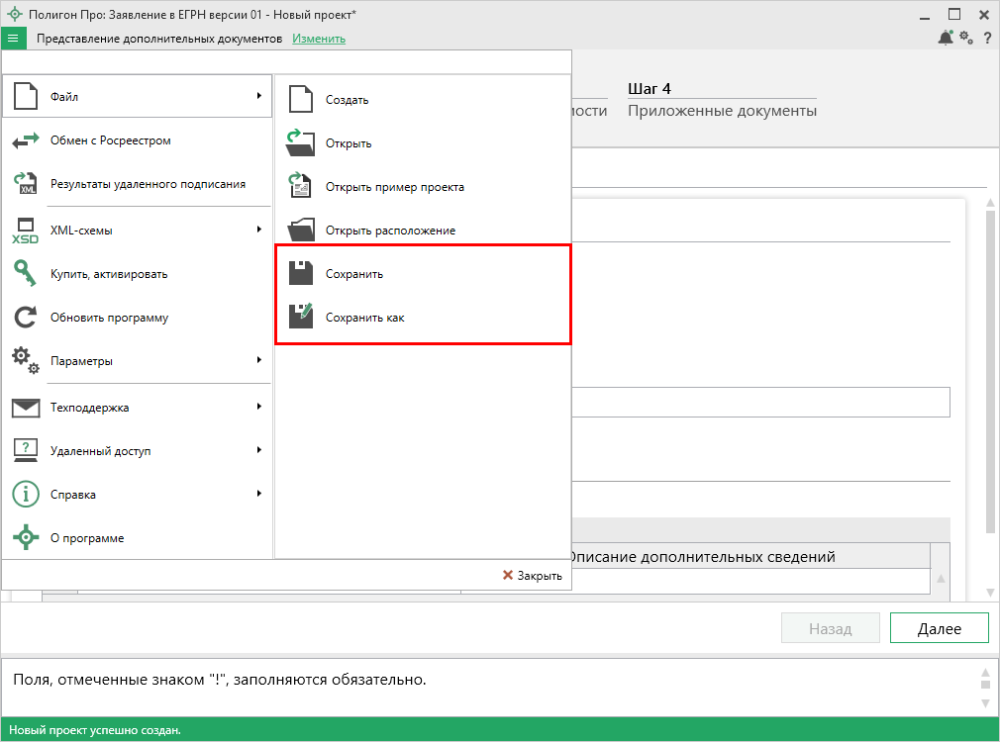 Полигон Про: Заявление в ЕГРН версии 01 - Новый проект*
Представление дополнительных документов Изменить
?
Шаг 4
ости Приложенные документы
Файл
Обмен с Росреестром
XML
Результаты удаленного подписания
XSD
XML-схемы
Купить, активировать
Обновить программу
Параметры
Техподдержка
?
Удаленный доступ
i
Справка
О программе
Создать
Открыть
Открыть пример проекта
Открыть расположение
Сохранить
Сохранить как
Закрыть
Описание дополнительных сведений
Назад
Далее
Поля, отмеченные знаком "!", заполняются обязательно.
Новый проект успешно создан.